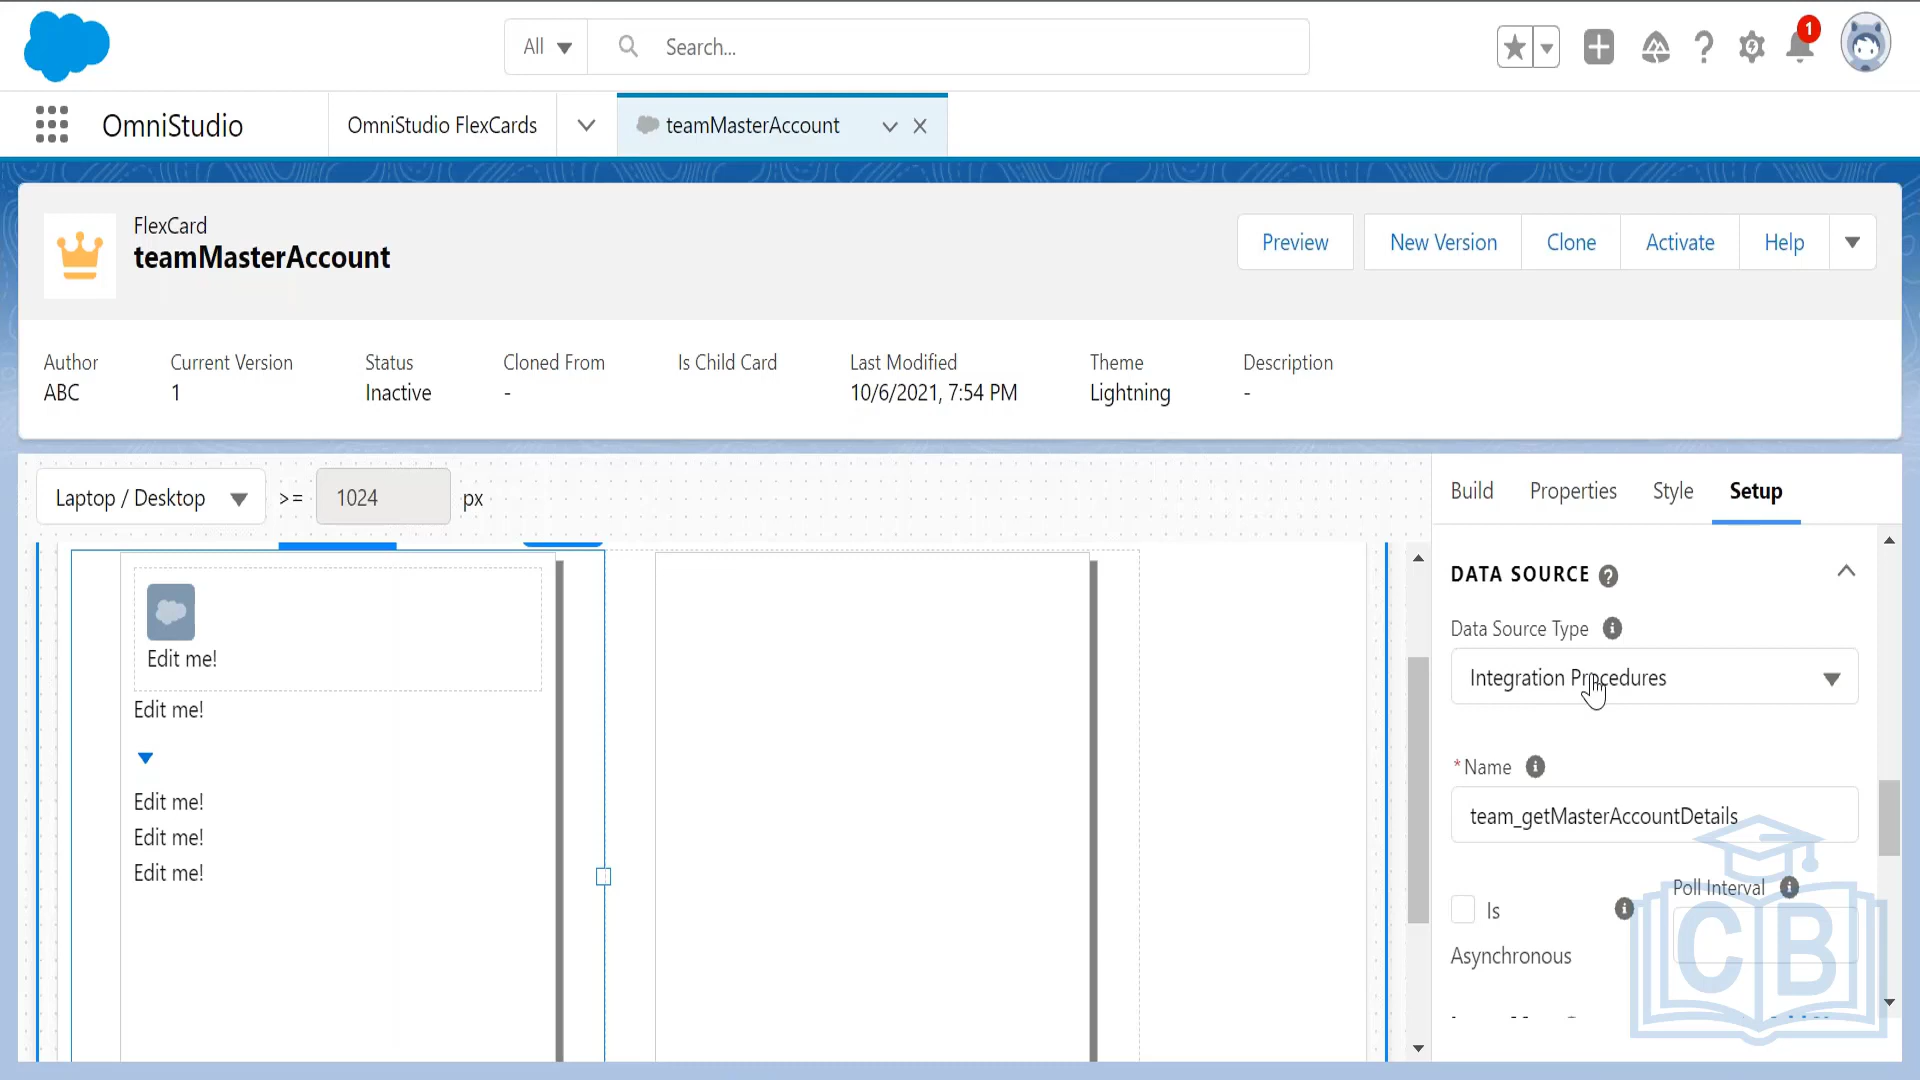 All
Search...
1
OmniStudio
OmniStudio FlexCards
teamMasterAccount
FlexCard
teamMasterAccount
Preview
New Version
Clone
Activate
Help
Author
Current Version
Status
Cloned From
Is Child Card
Last Modified
Theme
Description
ABC
1
Inactive
-
10/6/2021, 7:54 PM
Lightning
-
Laptop / Desktop
>=
1024
px
Build
Properties
Style
Setup
Edit me!
Edit me!
Edit me!
Edit me!
Edit me!
DATA SOURCE
Data Source Type
Integration Procedures
*Name
team_getMasterAccountDetails
Is
Asynchronous
Poll Interval
CB